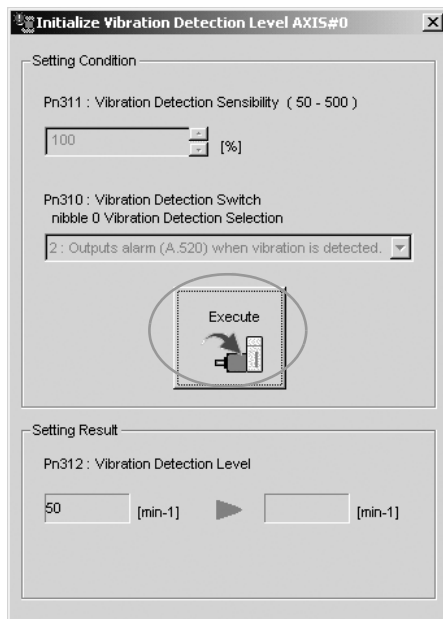 Initialize Vibration Detection Level AXIS#0
Setting Condition
Pn311 : Vibration Detection Sensibility ( 50 - 500 )
100
[%]
Pn310 : Vibration Detection Switch
nibble 0 Vibration Detection Selection
2 : Outputs alarm (A.520) when vibration is detected.
Execute
Setting Result
Pn312 : Vibration Detection Level
50 [min-1] [min-1]